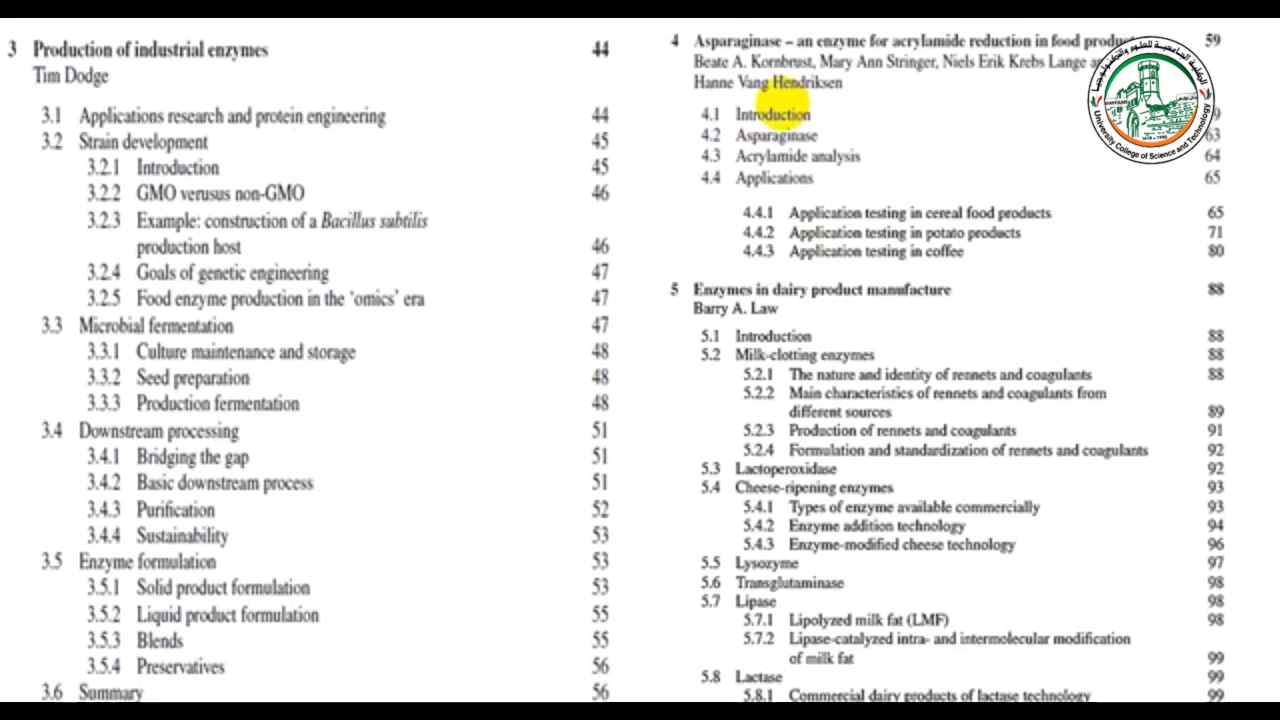 3 Production of industrial enzymes 44
Tim Dodge
3.1 Applications research and protein engineering 44
3.2 Strain development 45
3.2.1 Introduction 45
3.2.2 GMO verusus non-GMO 46
3.2.3 Example: construction of a Bacillus subtilis
production host 46
3.2.4 Goals of genetic engineering 47
3.2.5 Food enzyme production in the ‘omics’ era 47
3.3 Microbial fermentation 47
3.3.1 Culture maintenance and storage 48
3.3.2 Seed preparation 48
3.3.3 Production fermentation 48
3.4 Downstream processing 51
3.4.1 Bridging the gap 51
3.4.2 Basic downstream process 51
3.4.3 Purification 52
3.4.4 Sustainability 53
3.5 Enzyme formulation 53
3.5.1 Solid product formulation 53
3.5.2 Liquid product formulation 55
3.5.3 Blends 55
3.5.4 Preservatives 56
3.6 Summary 56
4 Asparaginase – an enzyme for acrylamide reduction in food 59
Beate A. Kornbrust, Mary Ann Stringer, Niels Erik Krebs Lange
Hanne Vang Hendriksen
4.1 Introduction
4.2 Asparaginase 63
4.3 Acrylamide analysis 64
4.4 Applications 65
4.4.1 Application testing in cereal food products 65
4.4.2 Application testing in potato products 71
4.4.3 Application testing in coffee 80
5 Enzymes in dairy product manufacture 88
Barry A. Law
5.1 Introduction 88
5.2 Milk-clotting enzymes 88
5.2.1 The nature and identity of rennets and coagulants 88
5.2.2 Main characteristics of rennets and coagulants from
different sources 89
5.2.3 Production of rennets and coagulants 91
5.2.4 Formulation and standardization of rennets and coagulants 92
5.3 Lactoperoxidase 92
5.4 Cheese-ripening enzymes 93
5.4.1 Types of enzyme available commercially 93
5.4.2 Enzyme addition technology 94
5.4.3 Enzyme-modified cheese technology 96
5.5 Lysozyme 97
5.6 Transglutaminase 98
5.7 Lipase 98
5.7.1 Lipolyzed milk fat (LMF) 98
5.7.2 Lipase-catalyzed intra- and intermolecular modification
of milk fat 99
5.8 Lactase 99
5.8.1 Commercial dairy products of lactase technology 99
الكلية الجامعية للعلوم والتكنولوجيا
University College of Science and Technology